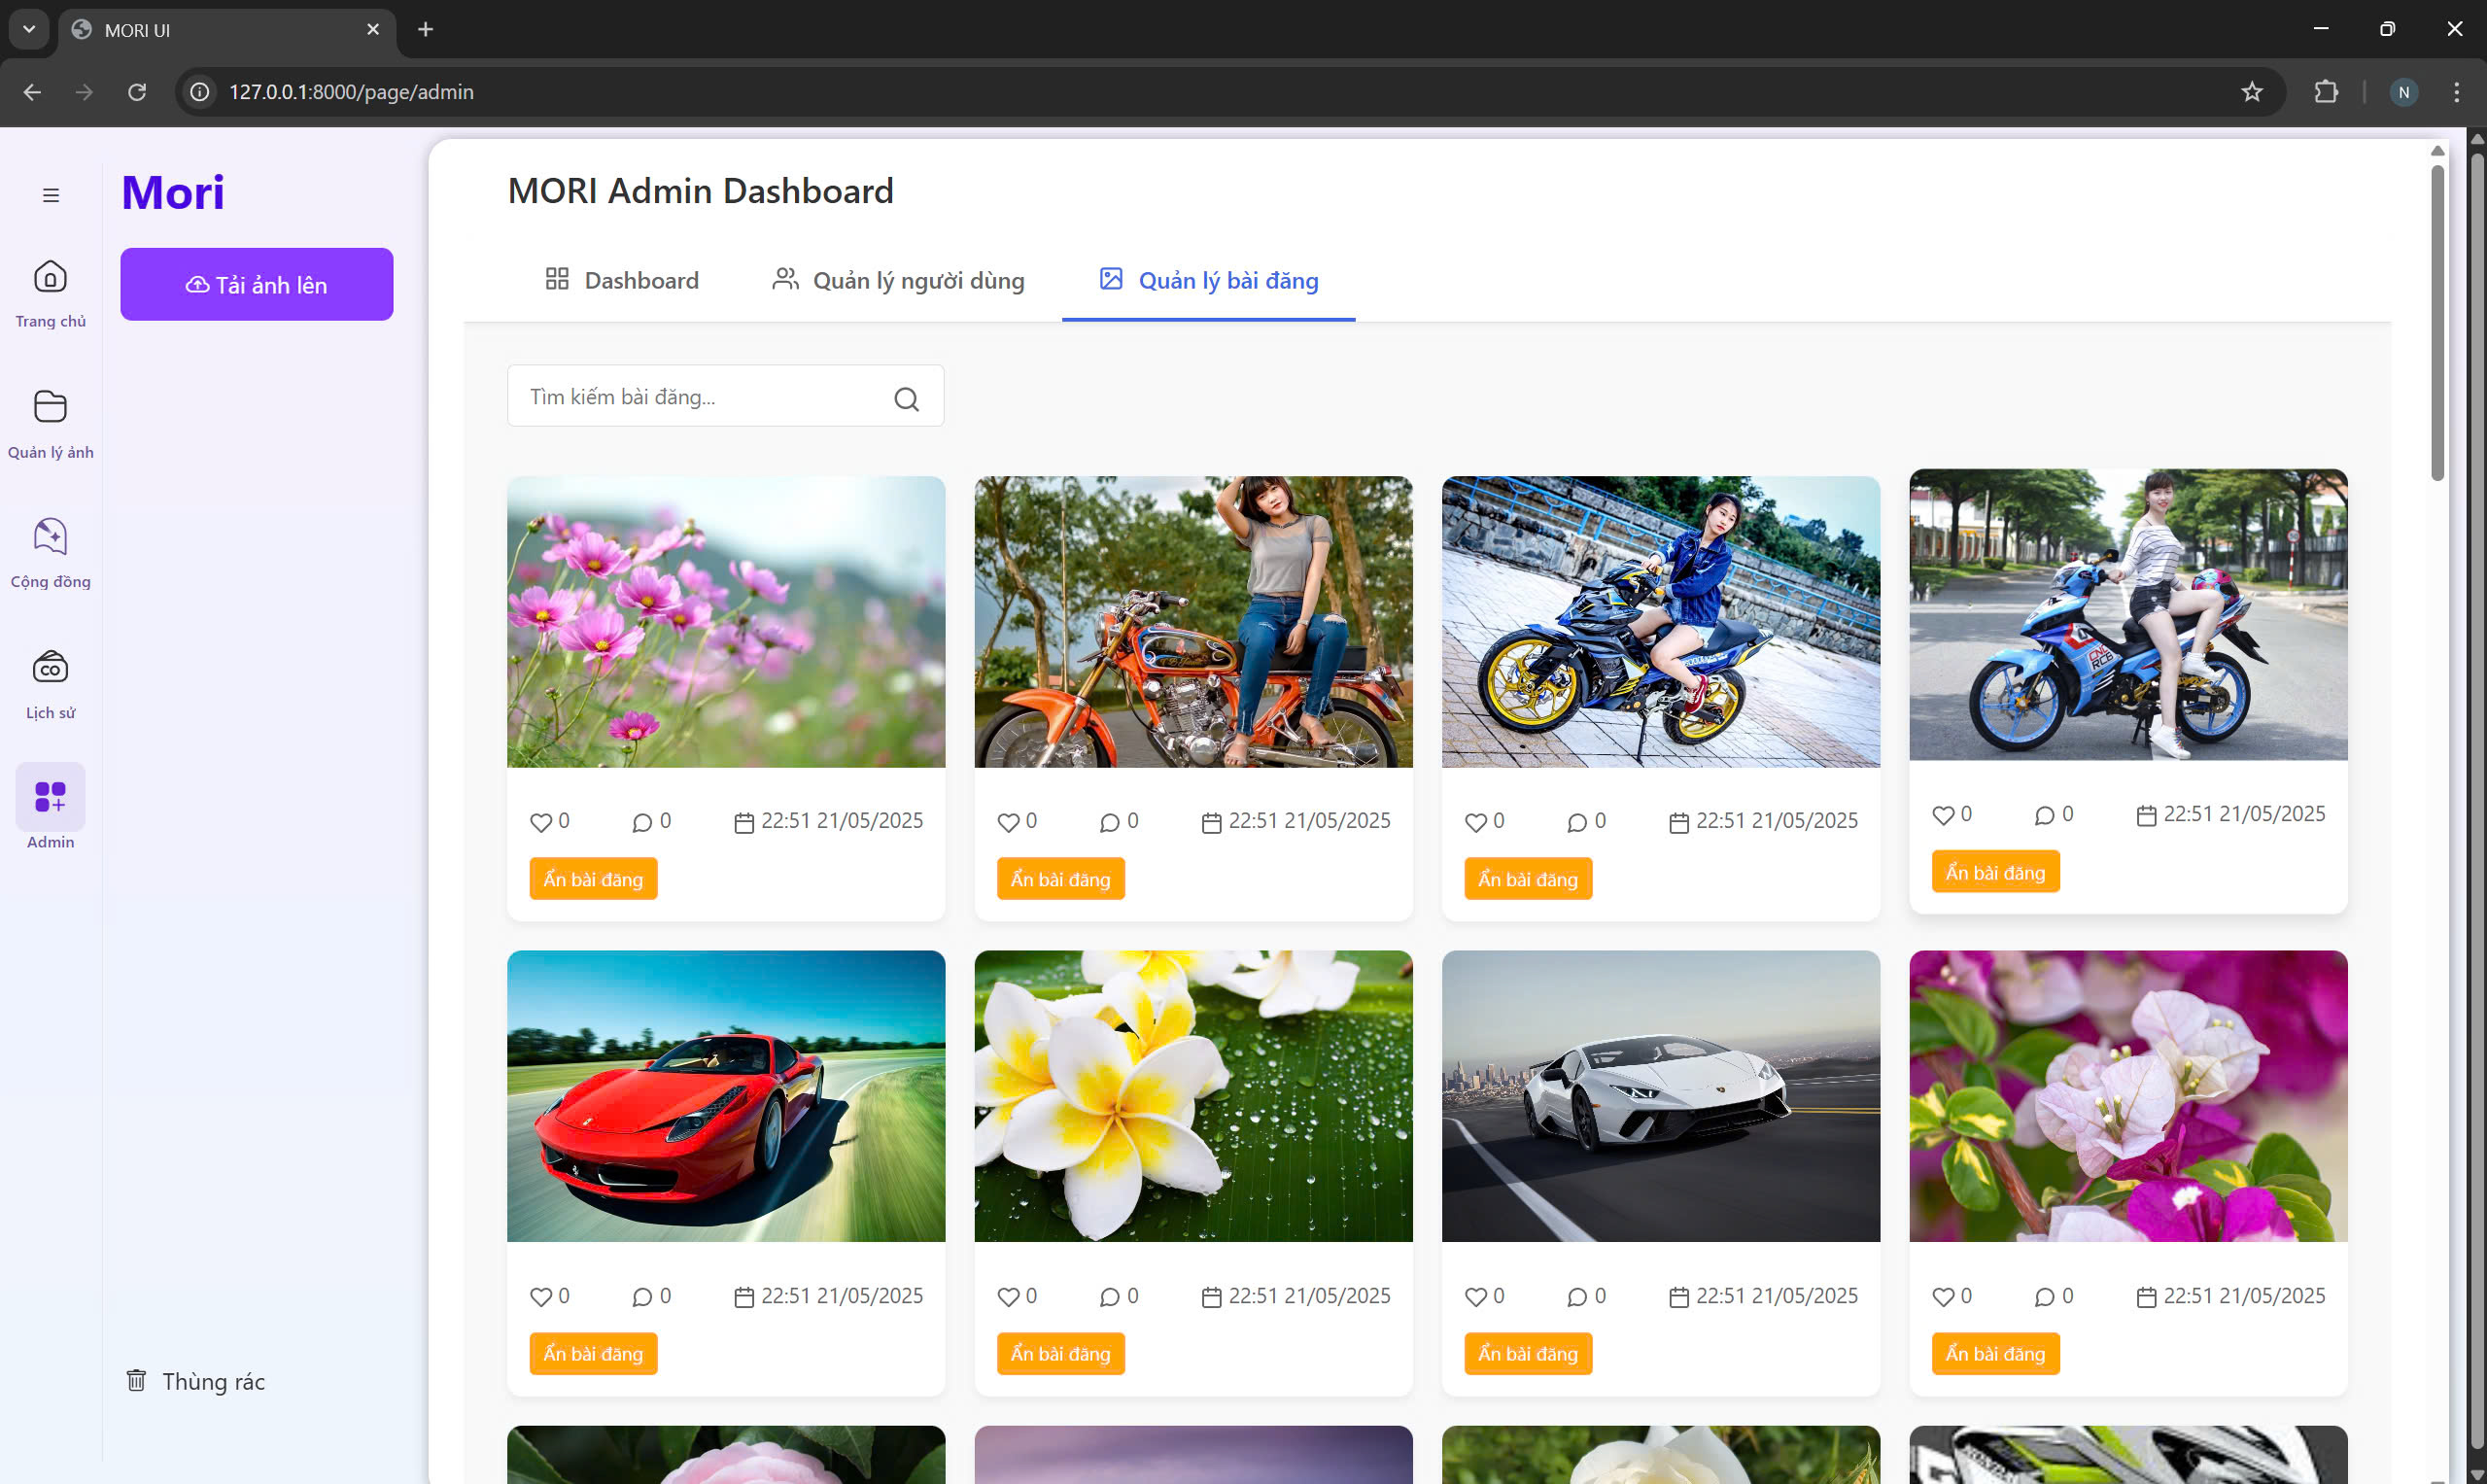 MORI UI
127.0.0.1:8000/page/admin
Mori
Tải ảnh lên
Trang chủ
Quản lý ảnh
Cộng đồng
CO
Lịch sử
Admin
Thùng rác
MORI Admin Dashboard
Dashboard
Quản lý người dùng
Quản lý bài đăng
Tìm kiếm bài đăng...
CNC
RCB
0 0 22:51 21/05/2025
Ẩn bài đăng
0 0 22:51 21/05/2025
Ẩn bài đăng
0 0 22:51 21/05/2025
Ẩn bài đăng
0 0 22:51 21/05/2025
Ẩn bài đăng
0 0 22:51 21/05/2025
Ẩn bài đăng
0 0 22:51 21/05/2025
Ẩn bài đăng
0 0 22:51 21/05/2025
Ẩn bài đăng
0 0 22:51 21/05/2025
Ẩn bài đăng
N